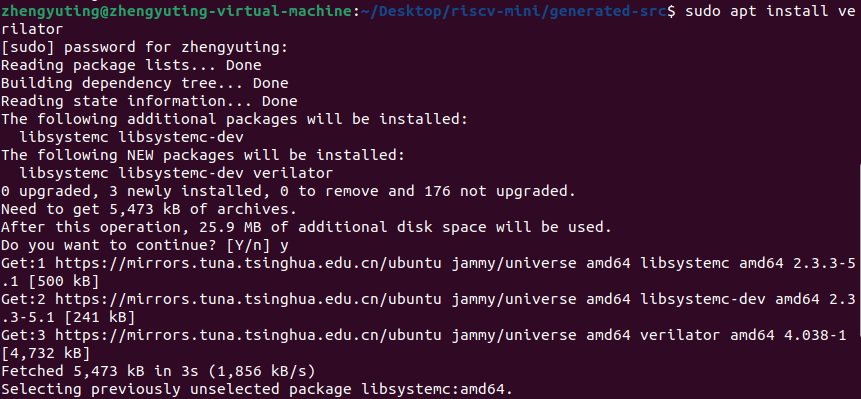 zhengyuting@zhengyuting-virtual-machine:~/Desktop/riscv-mini/generated-src$ sudo apt install ve
rilator
[sudo] password for zhengyuting:
Reading package lists... Done
Building dependency tree... Done
Reading state information... Done
The following additional packages will be installed:
  libsystemc libsystemc-dev
The following NEW packages will be installed:
  libsystemc libsystemc-dev verilator
0 upgraded, 3 newly installed, 0 to remove and 176 not upgraded.
Need to get 5,473 kB of archives.
After this operation, 25.9 MB of additional disk space will be used.
Do you want to continue? [Y/n] y
Get:1 https://mirrors.tuna.tsinghua.edu.cn/ubuntu jammy/universe amd64 libsystemc amd64 2.3.3-5
.1 [500 kB]
Get:2 https://mirrors.tuna.tsinghua.edu.cn/ubuntu jammy/universe amd64 libsystemc-dev amd64 2.3
.3-5.1 [241 kB]
Get:3 https://mirrors.tuna.tsinghua.edu.cn/ubuntu jammy/universe amd64 verilator amd64 4.038-1
[4,732 kB]
Fetched 5,473 kB in 3s (1,856 kB/s)
Selecting previously unselected package libsystemc:amd64.